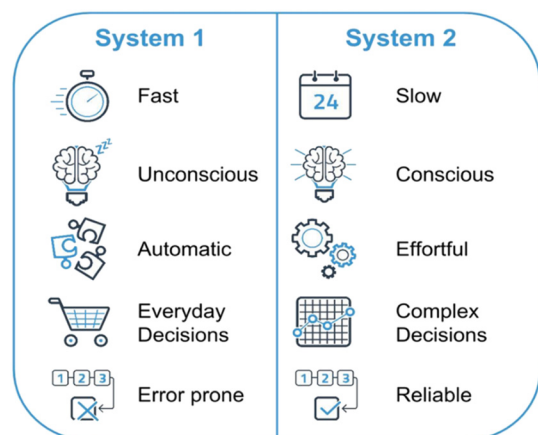 System 1
System 2
Fast
24
Slow
zzz
Unconscious
Conscious
Automatic
Effortful
Everyday
Decisions
Complex
Decisions
1 2 3
Error prone
1 2 3
Reliable